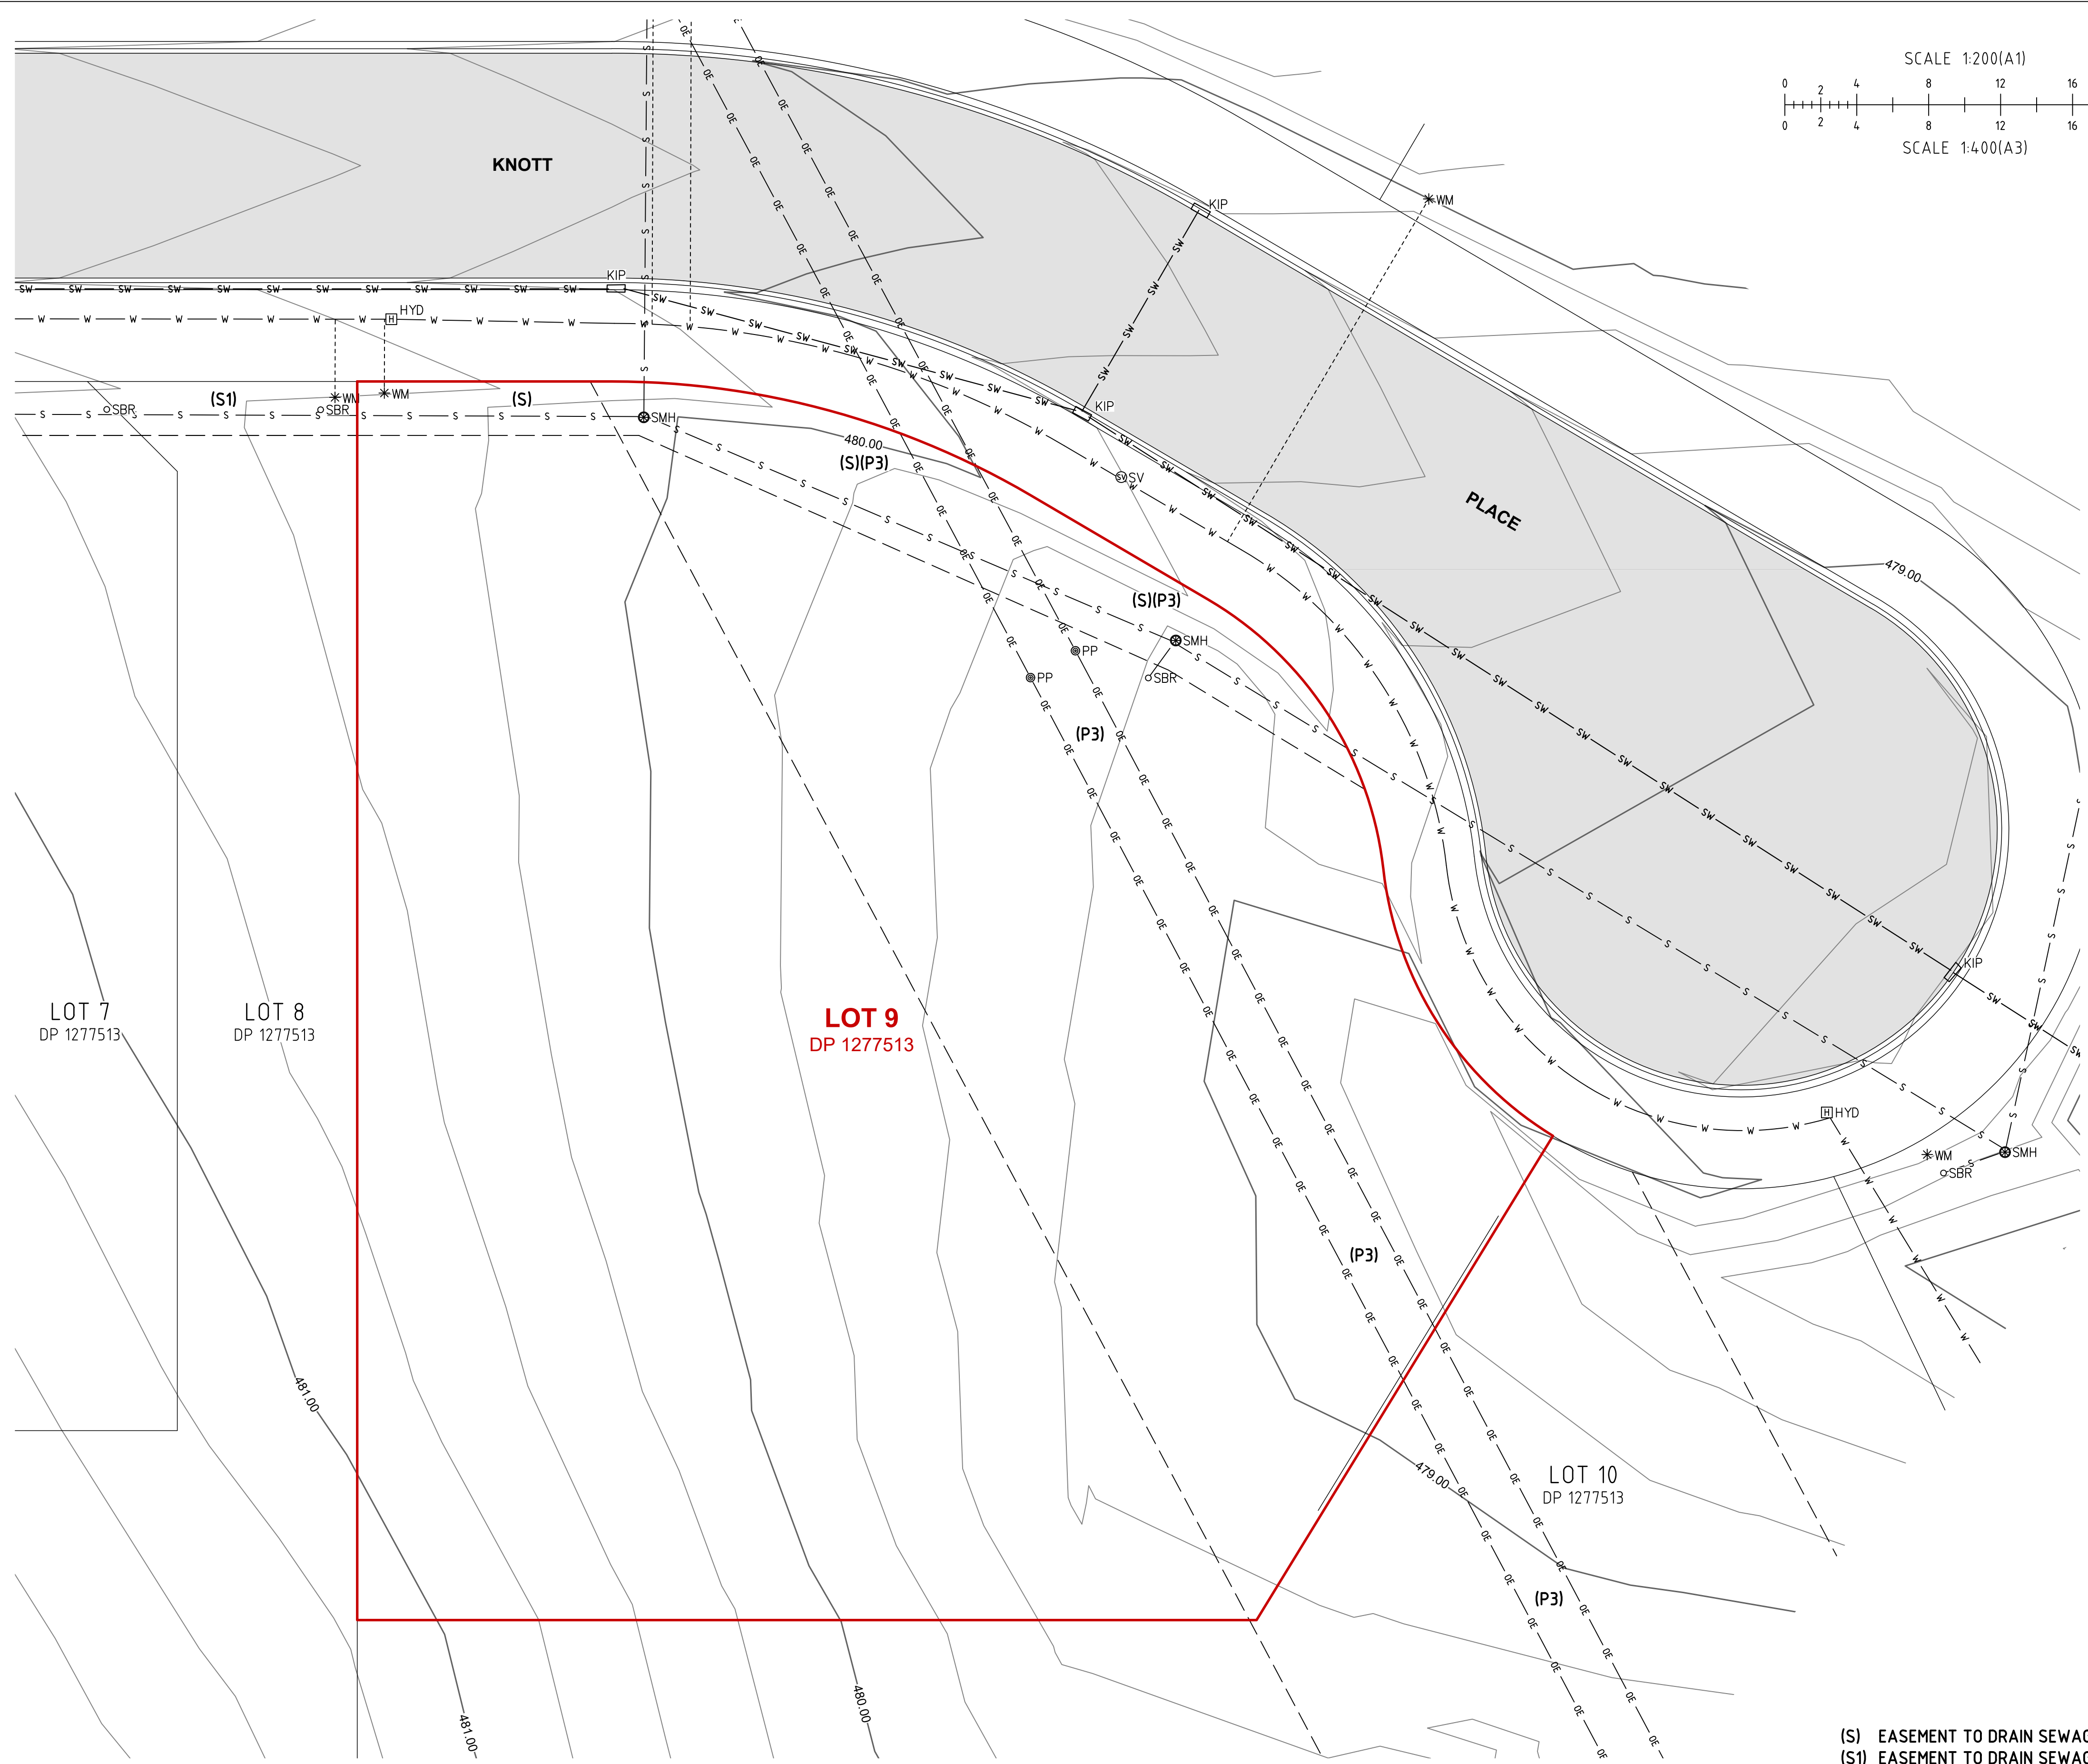 SCALE 1:200(A1)
0 2 4 8 12 16
0 2 4 8 12 16
SCALE 1:400(A3)
KNOTT
KIP
WM
KIP
HYD
H
WM
WM
(S1)
SBR
SBR
(S)
SMH
KIP
480.00
(S)(P3)
SV
SV
PLACE
479.00
(S)(P3)
SMH
SBR
PP
PP
(P3)
KIP
LOT 7
DP 1277513
LOT 8
DP 1277513
LOT 9
DP 1277513
H
HYD
WM
SBR
SMH
(P3)
481.00
479.00
LOT 10
DP 1277513
(P3)
481.00
480.00
(S) EASEMENT TO DRAIN SEWAG
(S1) EASEMENT TO DRAIN SEWAG